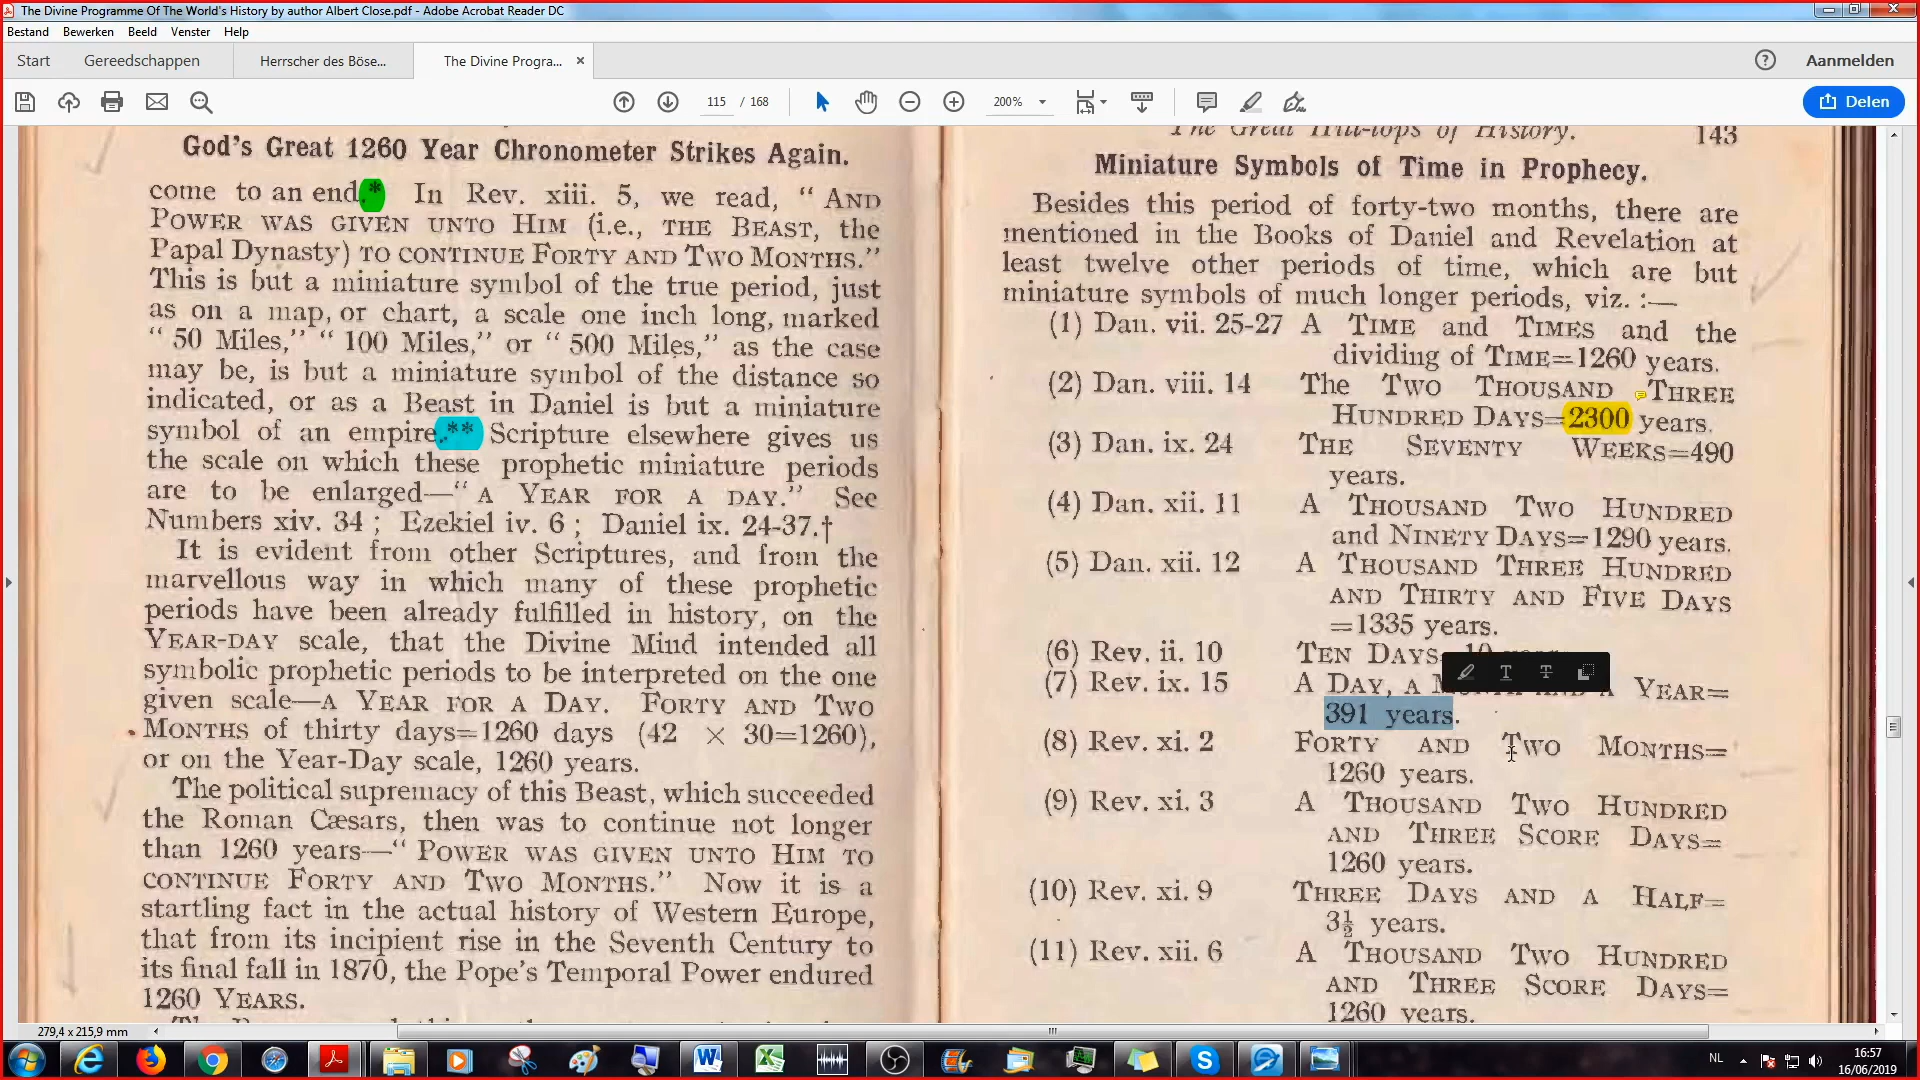 The Divine Programme Of The World's History by author Albert Close.pdf - Adobe Acrobat Reader DC
Bestand Bewerken Beeld Venster Help
Start Gereedschappen Herrscher des Böse... The Divine Progra... × Aanmelden
115 / 168 200% Delen
God's Great 1260 Year Chronometer Strikes Again.
come to an end.* In Rev. xiii. 5, we read, “ AND
POWER WAS GIVEN UNTO HIM (i.e., THE BEAST, the
Papal Dynasty) TO CONTINUE FORTY AND TWO MONTHS.”
This is but a miniature symbol of the true period, just
as on a map, or chart, a scale one inch long, marked
“ 50 Miles,” “ 100 Miles,” or “ 500 Miles,” as the case
may be, is but a miniature symbol of the distance so
indicated, or as a Beast in Daniel is but a miniature
symbol of an empire.** Scripture elsewhere gives us
the scale on which these prophetic miniature periods
are to be enlarged—“ A YEAR FOR A DAY.” See
Numbers xiv. 34 ; Ezekiel iv. 6 ; Daniel ix. 24-37.†
It is evident from other Scriptures, and from the
marvellous way in which many of these prophetic
periods have been already fulfilled in history, on the
YEAR-DAY scale, that the Divine Mind intended all
symbolic prophetic periods to be interpreted on the one
given scale—A YEAR FOR A DAY. FORTY AND TWO
MONTHS of thirty days=1260 days (42 × 30=1260),
or on the Year-Day scale, 1260 years.
The political supremacy of this Beast, which succeeded
the Roman Cæsars, then was to continue not longer
than 1260 years—“ POWER WAS GIVEN UNTO HIM TO
CONTINUE FORTY AND TWO MONTHS.” Now it is a
startling fact in the actual history of Western Europe,
that from its incipient rise in the Seventh Century to
its final fall in 1870, the Pope's Temporal Power endured
1260 YEARS.
The Great Hill-tops of History. 143
Miniature Symbols of Time in Prophecy.
Besides this period of forty-two months, there are
mentioned in the Books of Daniel and Revelation at
least twelve other periods of time, which are but
miniature symbols of much longer periods, viz. :—
(1) Dan. vii. 25-27 A TIME and TIMES and the
dividing of TIME=1260 years.
(2) Dan. viii. 14 The TWO THOUSAND THREE
HUNDRED DAYS=2300 years.
(3) Dan. ix. 24 THE SEVENTY WEEKS=490
years.
(4) Dan. xii. 11 A THOUSAND TWO HUNDRED
and NINETY DAYS=1290 years.
(5) Dan. xii. 12 A THOUSAND THREE HUNDRED
AND THIRTY AND FIVE DAYS
=1335 years.
(6) Rev. ii. 10 TEN DAYS=10
(7) Rev. ix. 15 A DAY, A MONTH AND A YEAR=
391 years.
(8) Rev. xi. 2 FORTY AND TWO MONTHS=
1260 years.
(9) Rev. xi. 3 A THOUSAND TWO HUNDRED
AND THREE SCORE DAYS=
1260 years.
(10) Rev. xi. 9 THREE DAYS AND A HALF=
3½ years.
(11) Rev. xii. 6 A THOUSAND TWO HUNDRED
AND THREE SCORE DAYS=
1260 years.
279,4 x 215,9 mm
NL 16:57
16/06/2019